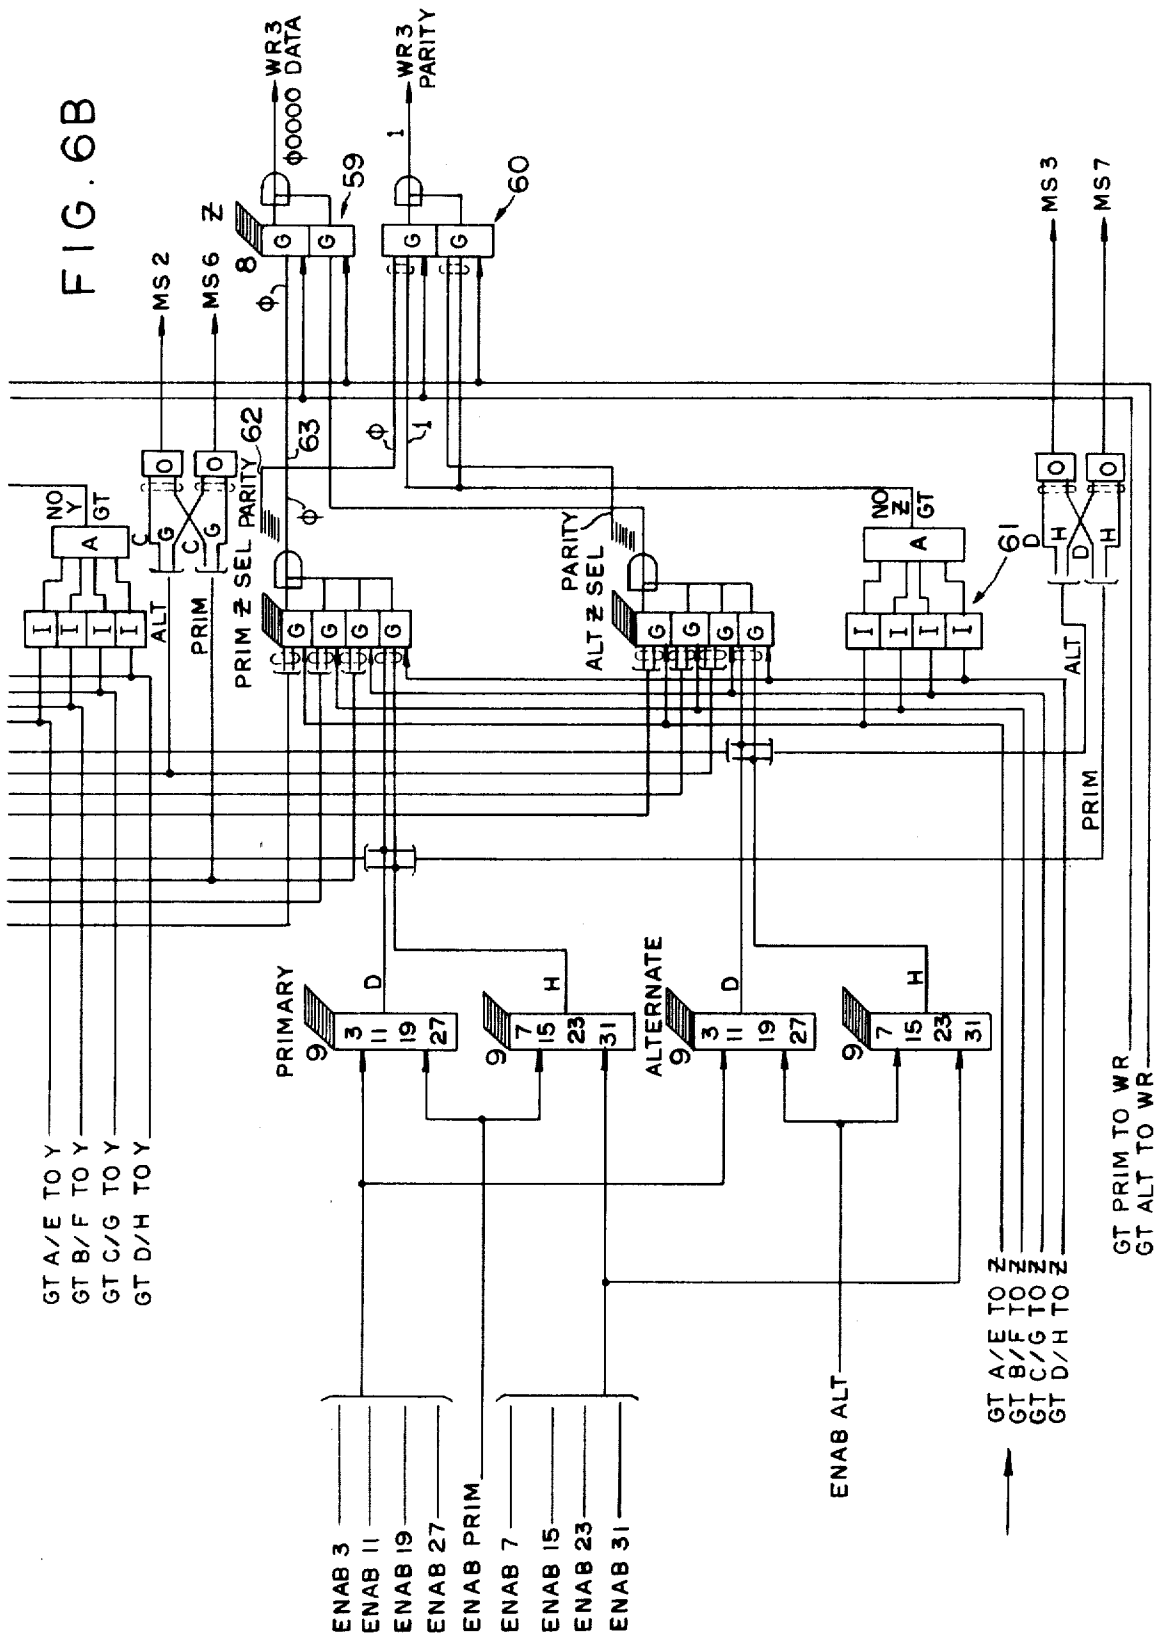 FIG. 6B
WR3
Φ0000 DATA
WR3
PARITY
1
59
60
8
Z
G
G
G
G
Φ
MS 2
MS 6
O
O
NO
Y
GT
A
I
I
I
I
C
G
C
G
ALT
PRIM
PRIM Z SEL
PARITY
62
63
Φ
Φ
1
G
G
G
G
ALT Z SEL
PARITY
G
G
G
G
NO
Z
GT
A
I
I
I
I
61
D
H
D
H
O
O
MS 3
MS 7
ALT
PRIM
PRIMARY
9
3
11
19
27
D
9
7
15
23
31
H
ALTERNATE
9
3
11
19
27
D
9
7
15
23
31
H
GT A/E TO Y
GT B/F TO Y
GT C/G TO Y
GT D/H TO Y
ENAB 3
ENAB 11
ENAB 19
ENAB 27
ENAB PRIM
ENAB 7
ENAB 15
ENAB 23
ENAB 31
ENAB ALT
GT A/E TO Z
GT B/F TO Z
GT C/G TO Z
GT D/H TO Z
GT PRIM TO WR
GT ALT TO WR